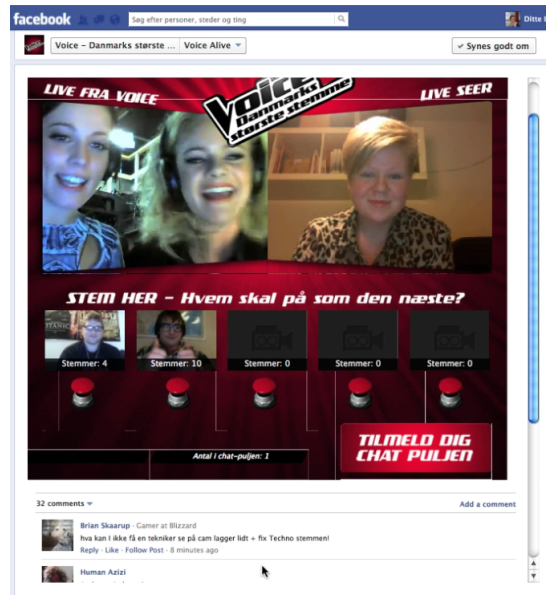 facebook
Søg efter personer, steder og ting
Ditte
Voice – Danmarks største ...
Voice Alive
✓ Synes godt om
LIVE FRA VOICE
Voice
Danmarks
største stemme
LIVE SEER
STEM HER – Hvem skal på som den næste?
TITANIC
Stemmer: 4
Stemmer: 10
Stemmer: 0
Stemmer: 0
Stemmer: 0
TILMELD DIG
CHAT PULJEN
Antal i chat-puljen: 1
32 comments
Add a comment
Brian Skaarup · Gamer at Blizzard
hva kan I ikke få en tekniker se på cam lagger lidt + fix Techno stemmen!
Reply · Like · Follow Post · 8 minutes ago
Human Azizi